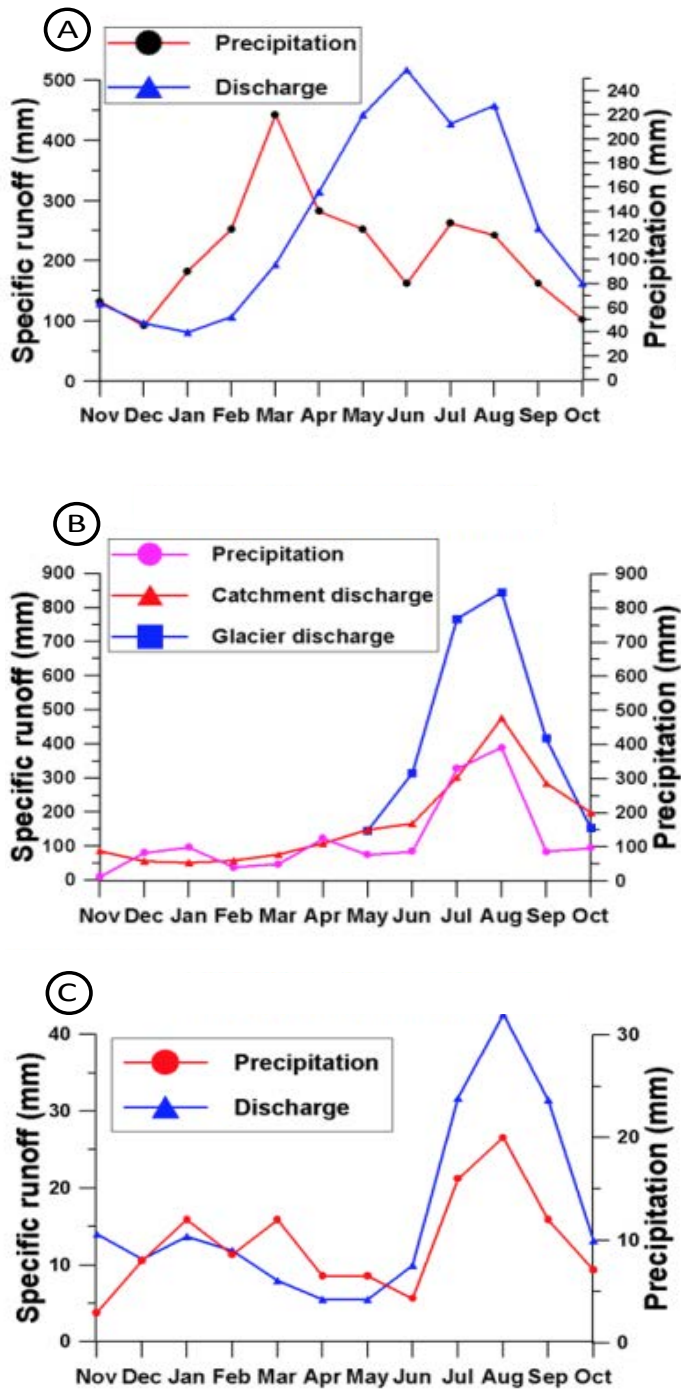 A
Precipitation
Discharge
Specific runoff (mm)
500
400
300
200
100
0
Precipitation (mm)
240
220
200
180
160
140
120
100
80
60
40
20
0
Nov Dec Jan Feb Mar Apr May Jun Jul Aug Sep Oct
B
Precipitation
Catchment discharge
Glacier discharge
Specific runoff (mm)
900
800
700
600
500
400
300
200
100
0
Precipitation (mm)
900
800
700
600
500
400
300
200
100
0
Nov Dec Jan Feb Mar Apr May Jun Jul Aug Sep Oct
C
Precipitation
Discharge
Specific runoff (mm)
40
30
20
10
0
Precipitation (mm)
30
20
10
0
Nov Dec Jan Feb Mar Apr May Jun Jul Aug Sep Oct